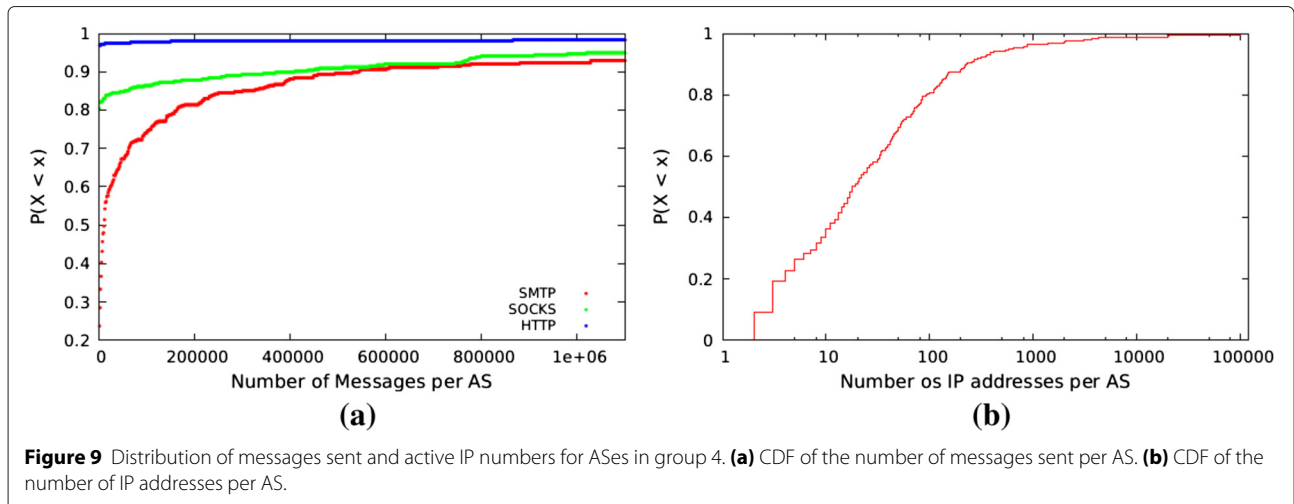 1
0.9
0.8
0.7
0.6
0.5
0.4
0.3
0.2
P(X < x)
SMTP
SOCKS
HTTP
0 200000 400000 600000 800000 1e+06
Number of Messages per AS
(a)
1
0.8
0.6
0.4
0.2
0
P(X < x)
1 10 100 1000 10000 100000
Number os IP addresses per AS
(b)
Figure 9 Distribution of messages sent and active IP numbers for ASes in group 4. (a) CDF of the number of messages sent per AS. (b) CDF of the
number of IP addresses per AS.